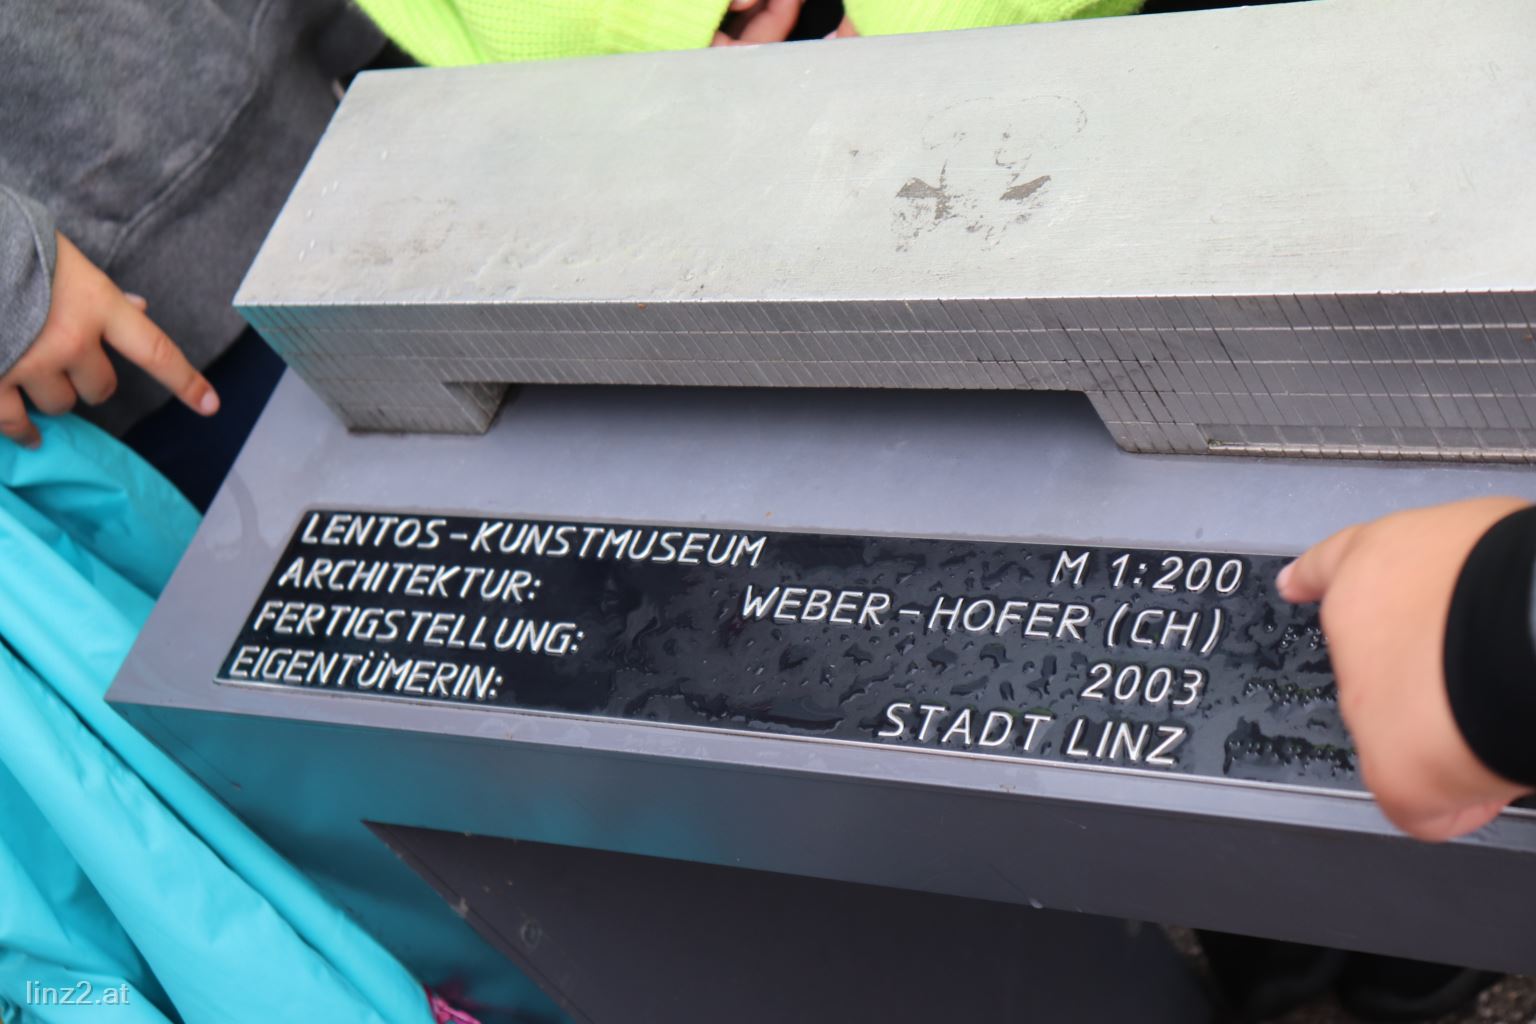 LENTOS-KUNSTMUSEUM M 1:200
ARCHITEKTUR: WEBER-HOFER (CH)
FERTIGSTELLUNG: 2003
EIGENTÜMERIN: STADT LINZ
linz2.at